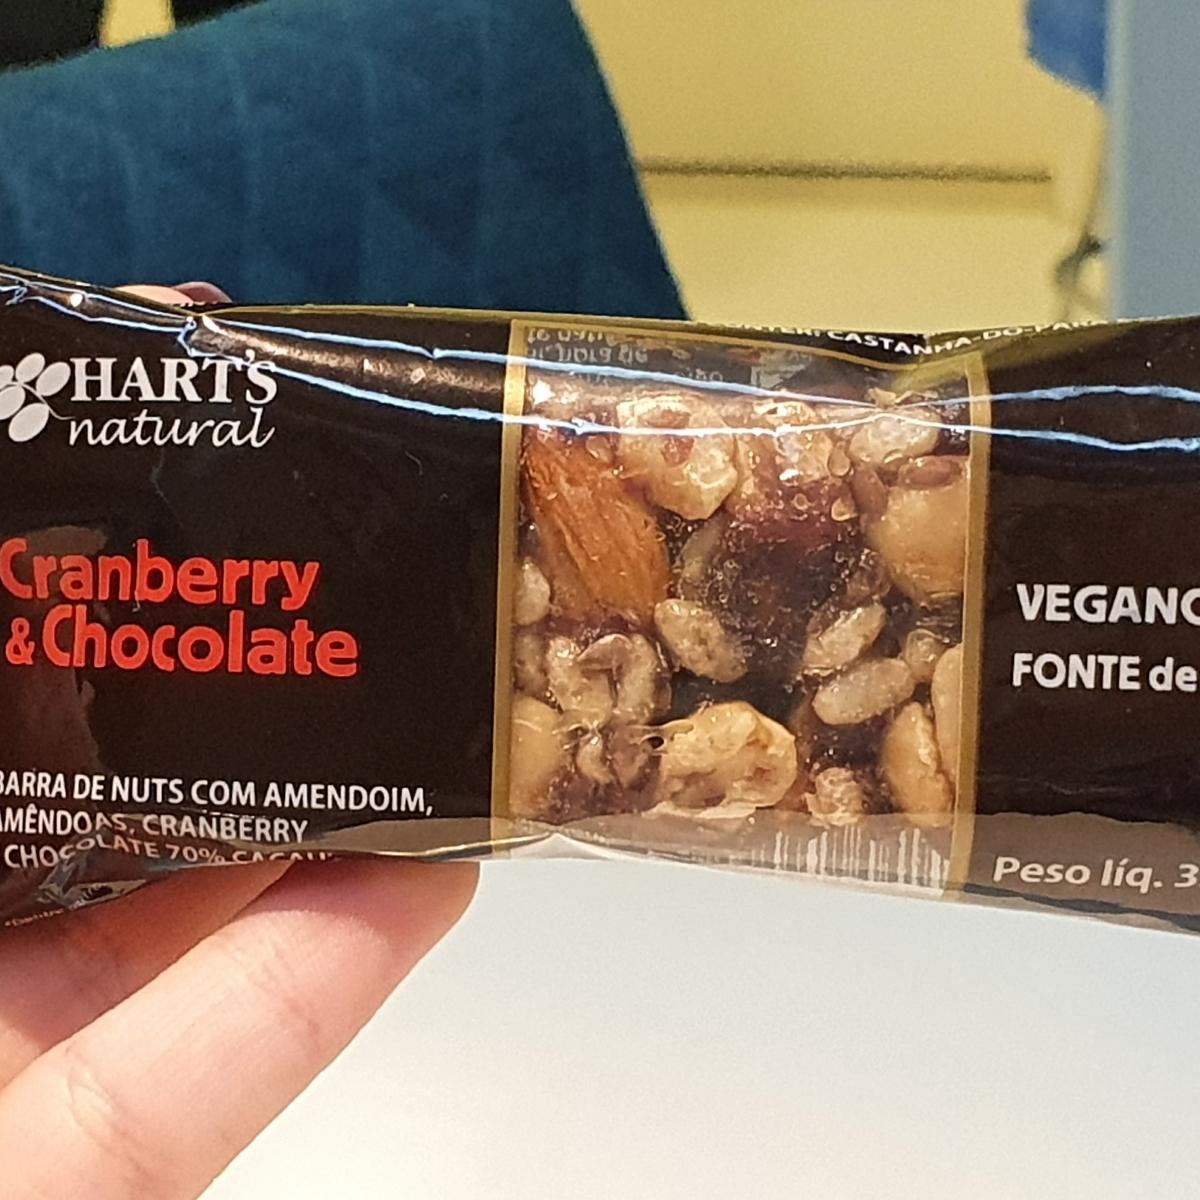 CASTANHA-DO-PAR
HART'S
natural
Cranberry
& Chocolate
BARRA DE NUTS COM AMENDOIM,
AMÊNDOAS, CRANBERRY
CHOCOLATE 70% CACAU
VEGANO
FONTE de
Peso líq. 3